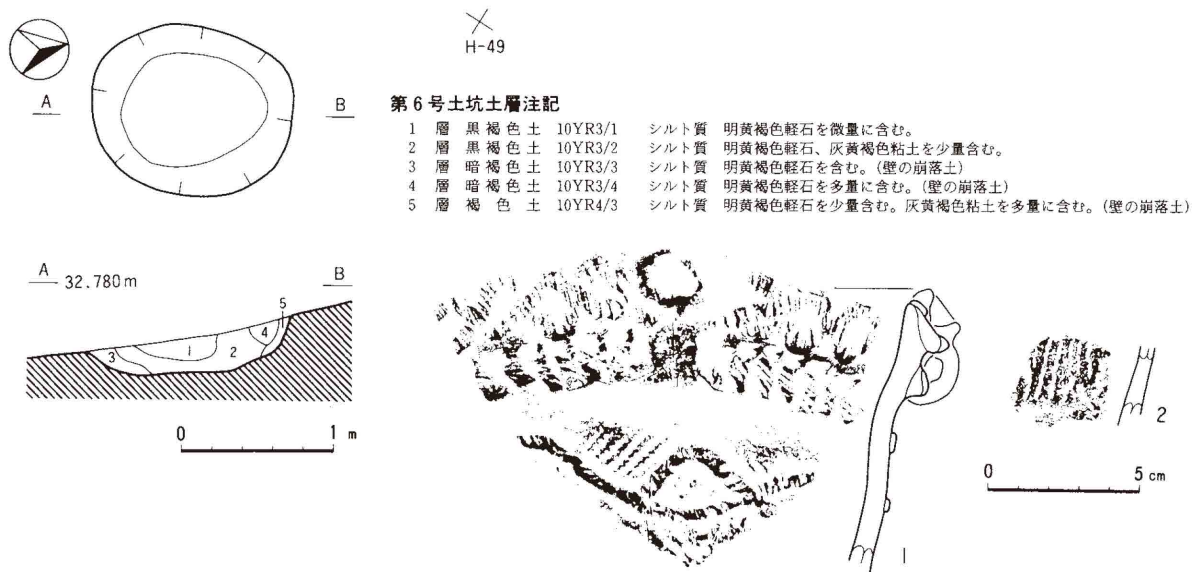 H-49
A B
第6号土坑土層注記
1 層 黒褐色土 10YR3/1 シルト質 明黄褐色軽石を微量に含む。
2 層 黒褐色土 10YR3/2 シルト質 明黄褐色軽石、灰黄褐色粘土を少量含む。
3 層 暗褐色土 10YR3/3 シルト質 明黄褐色軽石を含む。(壁の崩落土)
4 層 暗褐色土 10YR3/4 シルト質 明黄褐色軽石を多量に含む。(壁の崩落土)
5 層 褐色土 10YR4/3 シルト質 明黄褐色軽石を少量含む。灰黄褐色粘土を多量に含む。(壁の崩落土)
A 32.780m B
5
4
3 1 2
0 1 m
2
0 5 cm
1